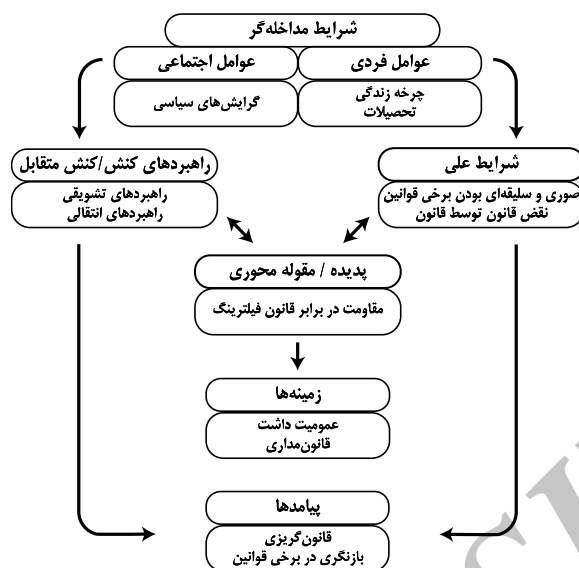 شرایط مداخله‌گر
عوامل فردی
عوامل اجتماعی
چرخه زندگی
تحصیلات
گرایش‌های سیاسی
شرایط علی
صوری و سلیقه‌ای بودن برخی قوانین
نقض قانون توسط قانون
راهبردهای کنش/کنش متقابل
راهبردهای تشویقی
راهبردهای انتقالی
پدیده / مقوله محوری
مقاومت در برابر قانون فیلترینگ
زمینه‌ها
عمومیت داشت
قانون‌مداری
پیامدها
قانون‌گریزی
بازنگری در برخی قوانین